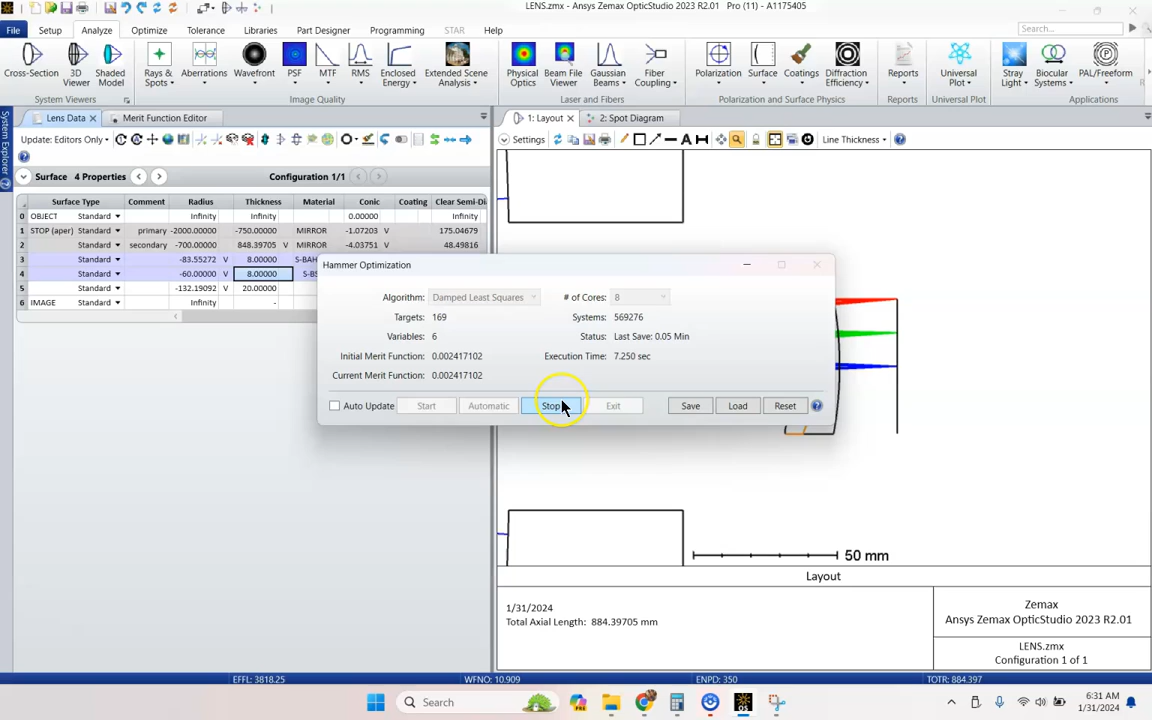 LENS.zmx - Ansys Zemax OpticStudio 2023 R2.01 Pro (11) - A1175405
File Setup Analyze Optimize Tolerance Libraries Part Designer Programming STAR Help Search...
Cross-Section 3D Viewer Shaded Model Rays & Spots Aberrations Wavefront PSF MTF RMS Enclosed Energy Extended Scene Analysis Physical Optics Beam File Viewer Gaussian Beams Fiber Coupling Polarization Surface Coatings Diffraction Efficiency Reports Universal Plot Stray Light Biocular Systems PAL/Freeform
System Viewers Image Quality Laser and Fibers Polarization and Surface Physics Reports Universal Plot Applications
System Explorer
Lens Data Merit Function Editor
Update: Editors Only
Surface 4 Properties Configuration 1/1
Surface Type Comment Radius Thickness Material Conic Coating Clear Semi-Di
0 OBJECT Standard Infinity Infinity 0.00000 Infinity
1 STOP (aper) Standard primary -2000.00000 -750.00000 MIRROR -1.07203 V 175.04679
2 Standard secondary -700.00000 848.39705 V MIRROR -4.03751 V 48.49816
3 Standard -83.55272 V 8.00000 S-BAH
4 Standard -60.00000 V 8.00000 S-BS
5 Standard -132.19092 V 20.00000
6 IMAGE Standard Infinity -
Hammer Optimization
Algorithm: Damped Least Squares # of Cores: 8
Targets: 169 Systems: 569276
Variables: 6 Status: Last Save: 0.05 Min
Initial Merit Function: 0.002417102 Execution Time: 7.250 sec
Current Merit Function: 0.002417102
Auto Update Start Automatic Stop Exit Save Load Reset
1: Layout 2: Spot Diagram
Settings Line Thickness
50 mm
Layout
1/31/2024
Total Axial Length: 884.39705 mm
Zemax
Ansys Zemax OpticStudio 2023 R2.01
LENS.zmx
Configuration 1 of 1
EFFL: 3818.25 WFNO: 10.909 ENPD: 350 TOTR: 884.397
Search
6:31 AM
1/31/2024